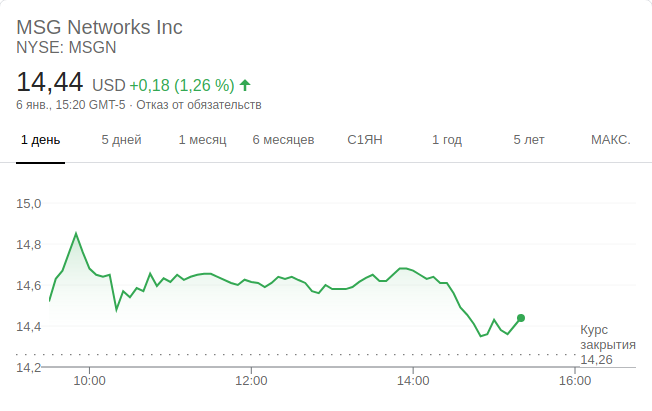 MSG Networks Inc
NYSE: MSGN
14,44 USD +0,18 (1,26 %)
6 янв., 15:20 GMT-5 · Отказ от обязательств
1 день 5 дней 1 месяц 6 месяцев С1ЯН 1 год 5 лет МАКС.
15,0
14,8
14,6
14,4
Курс
закрытия
14,26
14,2
10:00 12:00 14:00 16:00